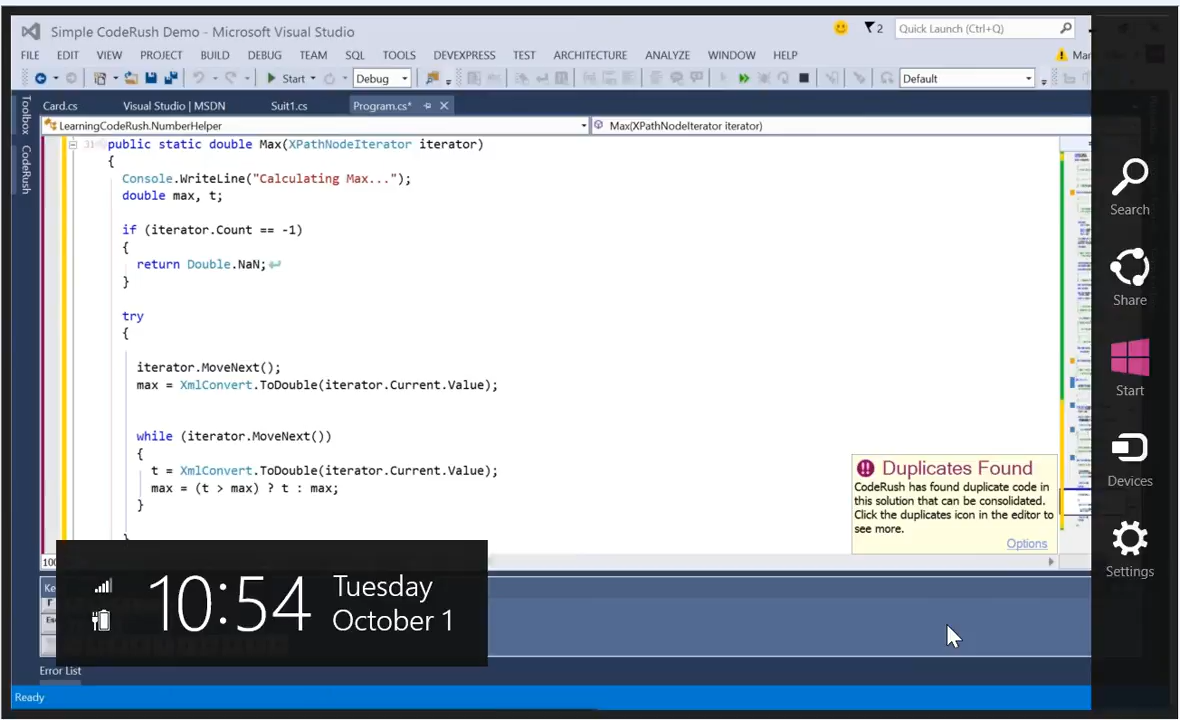 Simple CodeRush Demo - Microsoft Visual Studio
2
Quick Launch (Ctrl+Q)
FILE EDIT VIEW PROJECT BUILD DEBUG TEAM SQL TOOLS DEVEXPRESS TEST ARCHITECTURE ANALYZE WINDOW HELP
Start Debug Default
Card.cs Visual Studio | MSDN Suit1.cs Program.cs*
Toolbox
CodeRush
LearningCodeRush.NumberHelper Max(XPathNodeIterator iterator)
public static double Max(XPathNodeIterator iterator)
{
Console.WriteLine("Calculating Max...");
double max, t;
if (iterator.Count == -1)
{
return Double.NaN;
}
try
{
iterator.MoveNext();
max = XmlConvert.ToDouble(iterator.Current.Value);
while (iterator.MoveNext())
{
t = XmlConvert.ToDouble(iterator.Current.Value);
max = (t > max) ? t : max;
}
}
Duplicates Found
CodeRush has found duplicate code in
this solution that can be consolidated.
Click the duplicates icon in the editor to
see more.
Options
Search
Share
Start
Devices
Settings
10:54
Tuesday
October 1
Error List
Ready